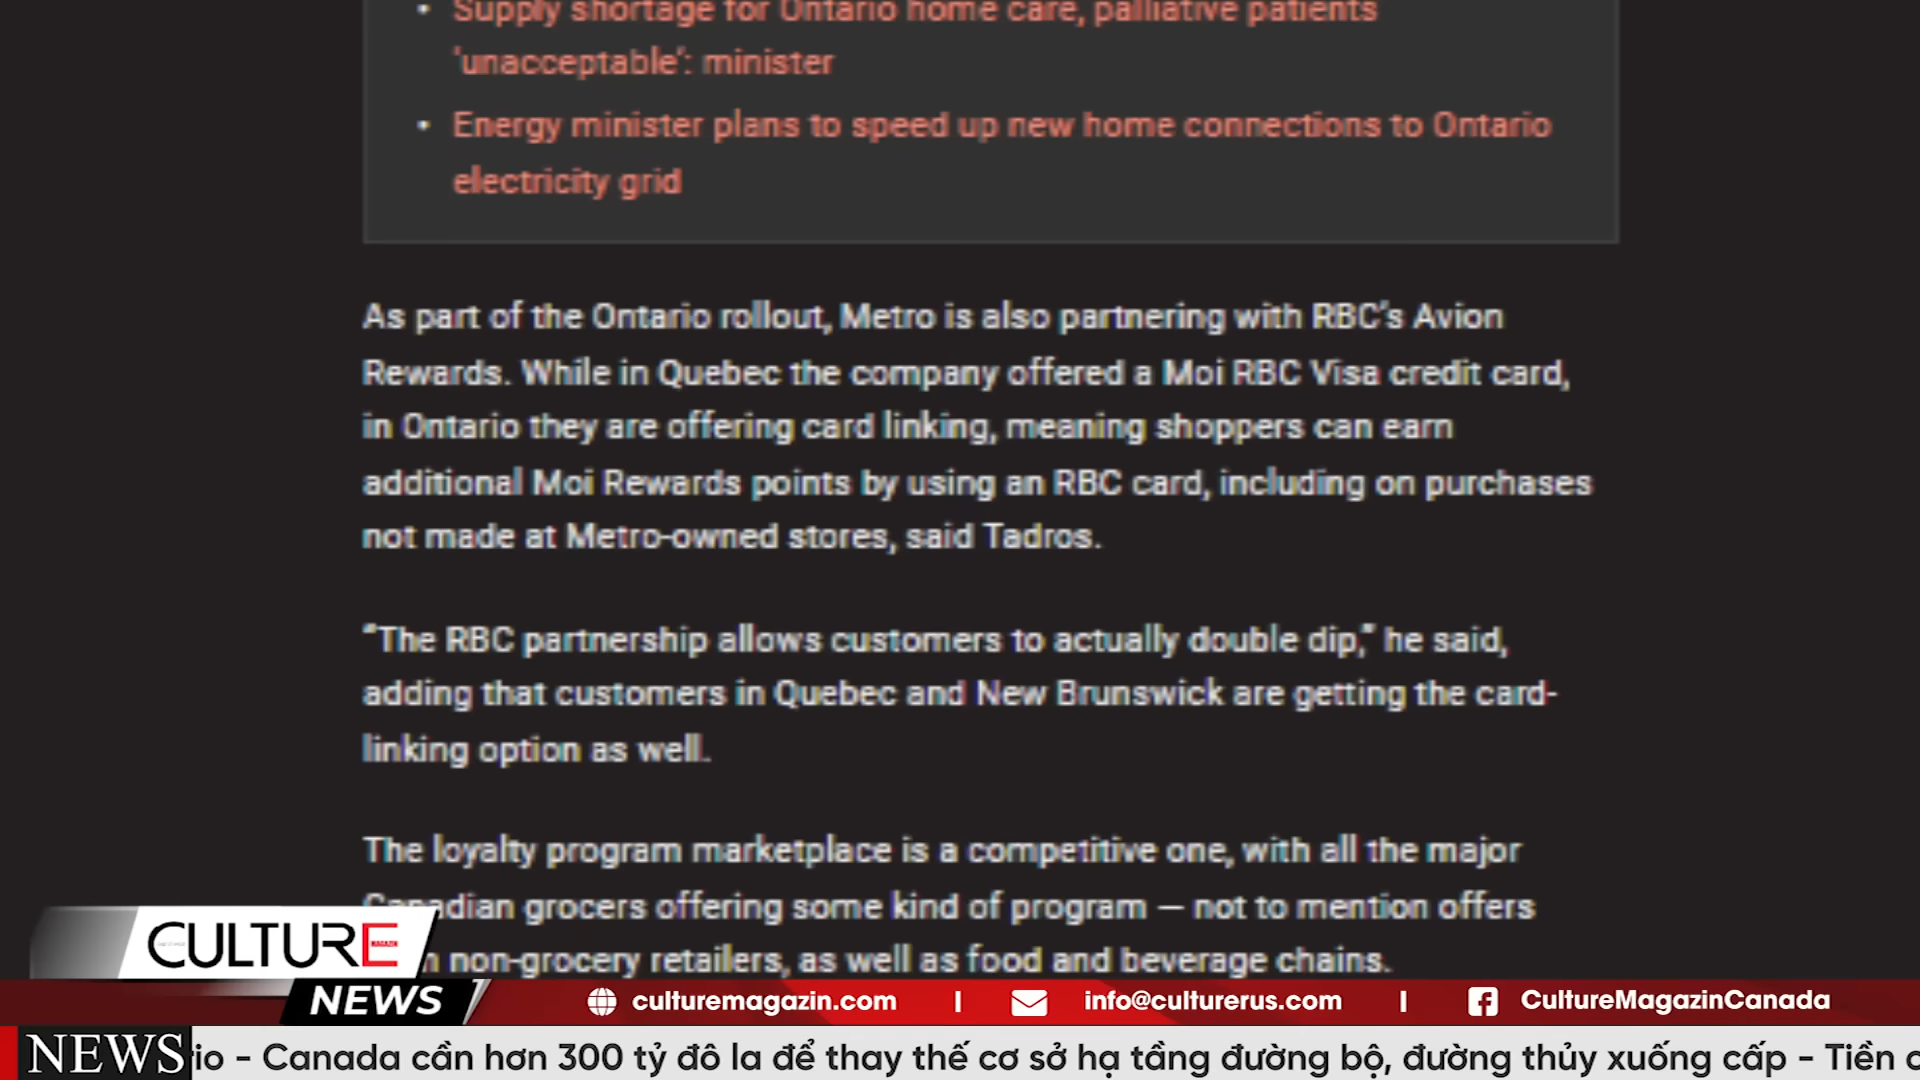 • Supply shortage for Ontario home care, palliative patients
'unacceptable': minister
• Energy minister plans to speed up new home connections to Ontario
electricity grid
As part of the Ontario rollout, Metro is also partnering with RBC's Avion
Rewards. While in Quebec the company offered a Moi RBC Visa credit card,
in Ontario they are offering card linking, meaning shoppers can earn
additional Moi Rewards points by using an RBC card, including on purchases
not made at Metro-owned stores, said Tadros.
"The RBC partnership allows customers to actually double dip," he said,
adding that customers in Quebec and New Brunswick are getting the card-
linking option as well.
The loyalty program marketplace is a competitive one, with all the major
Canadian grocers offering some kind of program — not to mention offers
non-grocery retailers, as well as food and beverage chains.
CULTURE
NEWS
culturemagazin.com | info@culturerus.com | CultureMagazinCanada
NEWS
io - Canada cần hơn 300 tỷ đô la để thay thế cơ sở hạ tầng đường bộ, đường thủy xuống cấp - Tiền